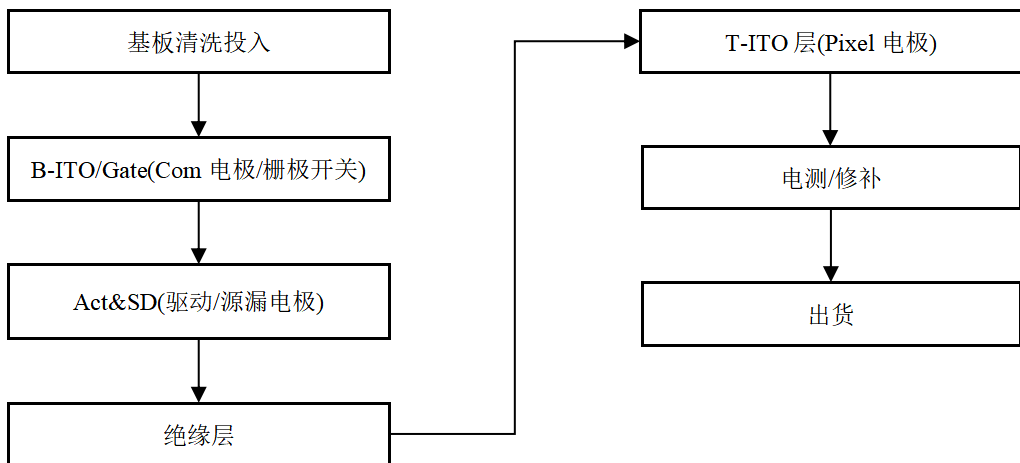 基板清洗投入
B-ITO/Gate(Com 电极/栅极开关)
Act&SD(驱动/源漏电极)
绝缘层
T-ITO 层(Pixel 电极)
电测/修补
出货